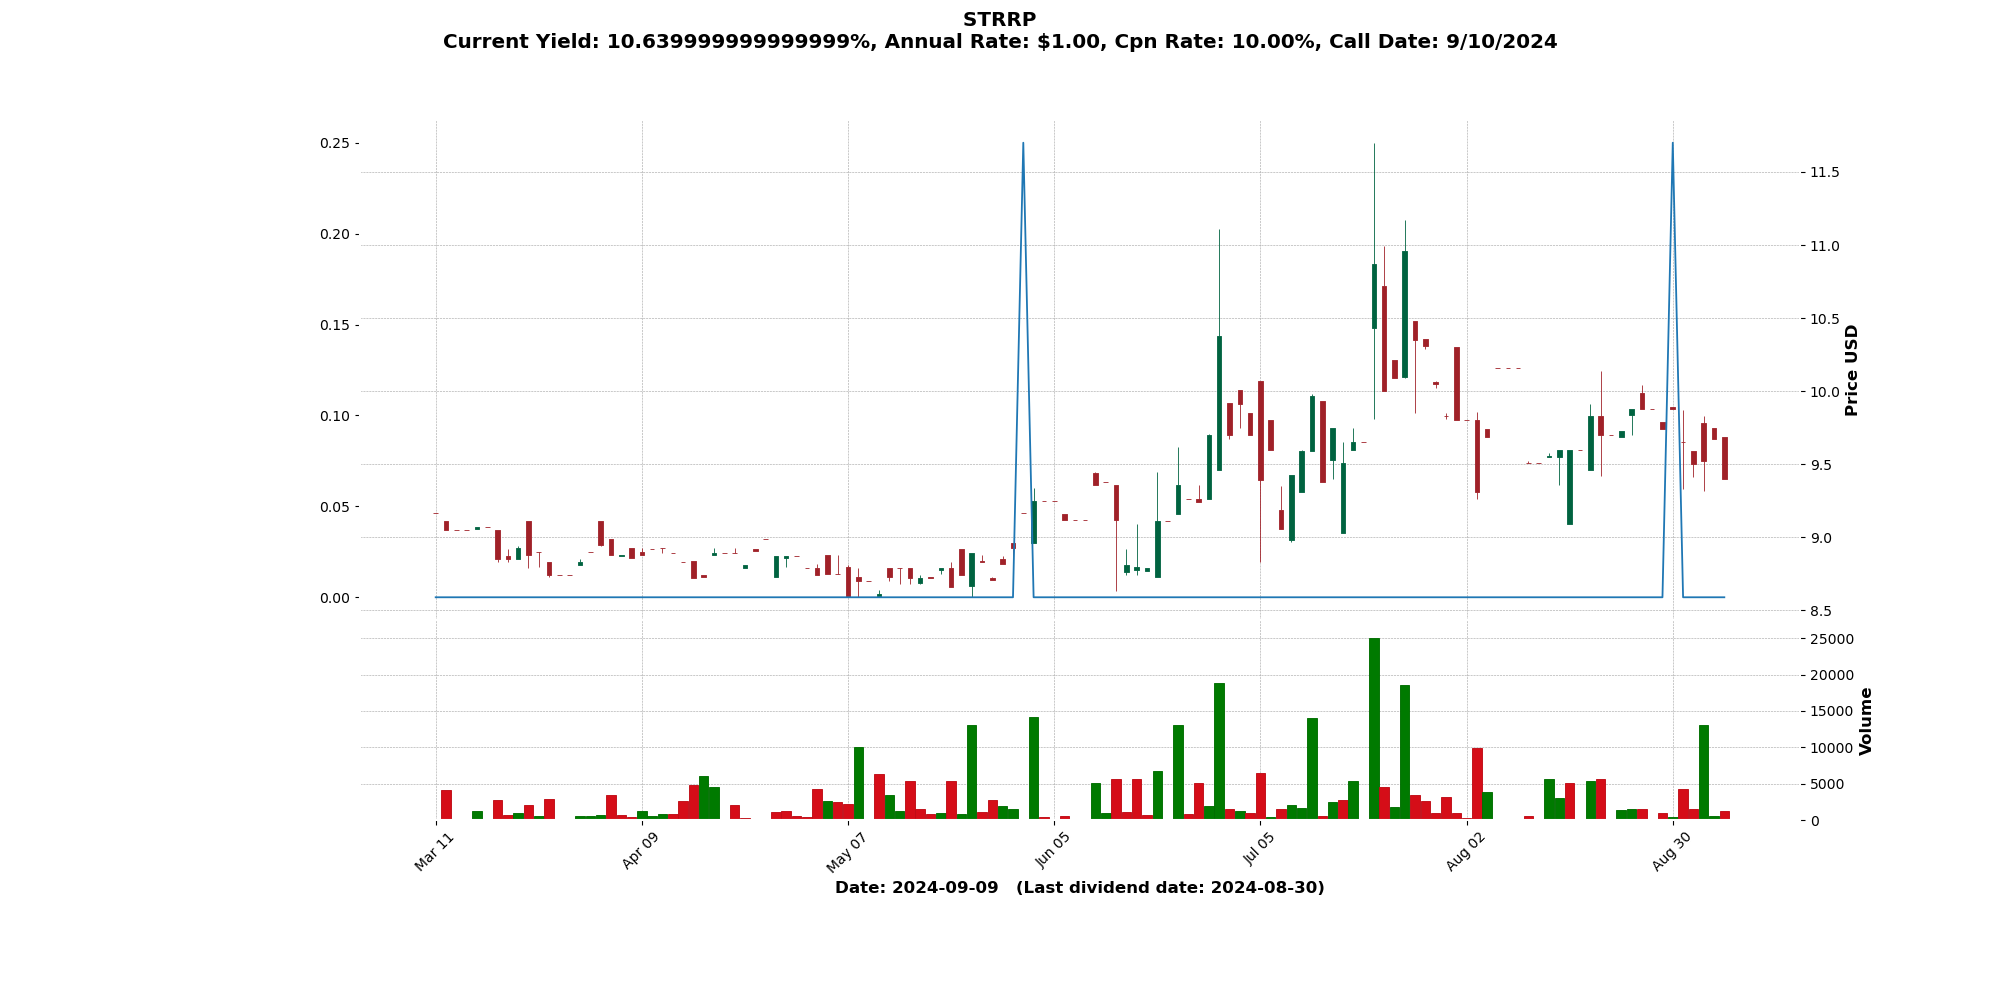 STRRP
Current Yield: 10.639999999999999%, Annual Rate: $1.00, Cpn Rate: 10.00%, Call Date: 9/10/2024
0.25
0.20
0.15
0.10
0.05
0.00
11.5
11.0
10.5
10.0
9.5
9.0
8.5
Price USD
25000
20000
15000
10000
5000
0
Volume
Mar 11
Apr 09
May 07
Jun 05
Jul 05
Aug 02
Aug 30
Date: 2024-09-09 (Last dividend date: 2024-08-30)